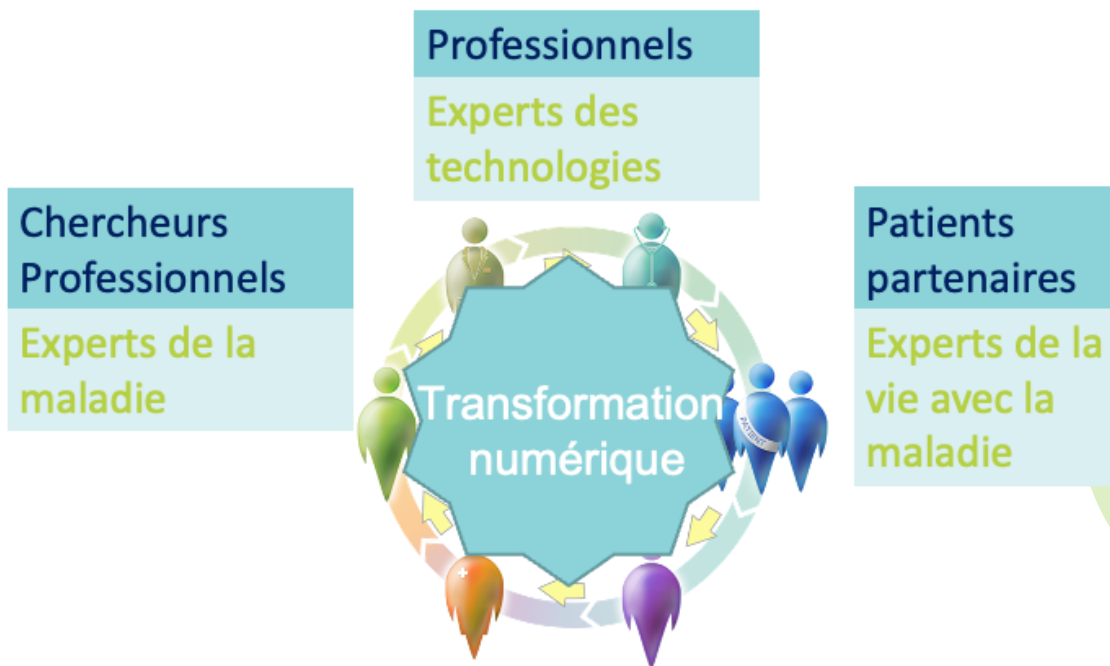 Professionnels
Experts des
technologies
Chercheurs
Professionnels
Experts de la
maladie
Patients
partenaires
Experts de la
vie avec la
maladie
Transformation
numérique
PATIENT